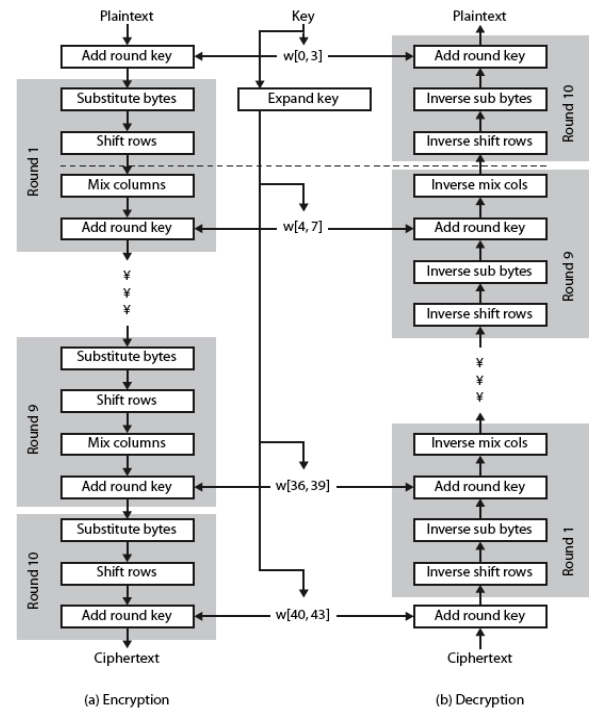 Plaintext
Add round key
Round 1
Substitute bytes
Shift rows
Mix columns
Add round key
¥
¥
¥
Round 9
Substitute bytes
Shift rows
Mix columns
Add round key
Round 10
Substitute bytes
Shift rows
Add round key
Ciphertext
(a) Encryption
Key
w[0, 3]
Expand key
w[4, 7]
w[36, 39]
w[40, 43]
Plaintext
Add round key
Inverse sub bytes
Inverse shift rows
Round 10
Inverse mix cols
Add round key
Inverse sub bytes
Inverse shift rows
Round 9
¥
¥
¥
Inverse mix cols
Add round key
Inverse sub bytes
Inverse shift rows
Round 1
Add round key
Ciphertext
(b) Decryption